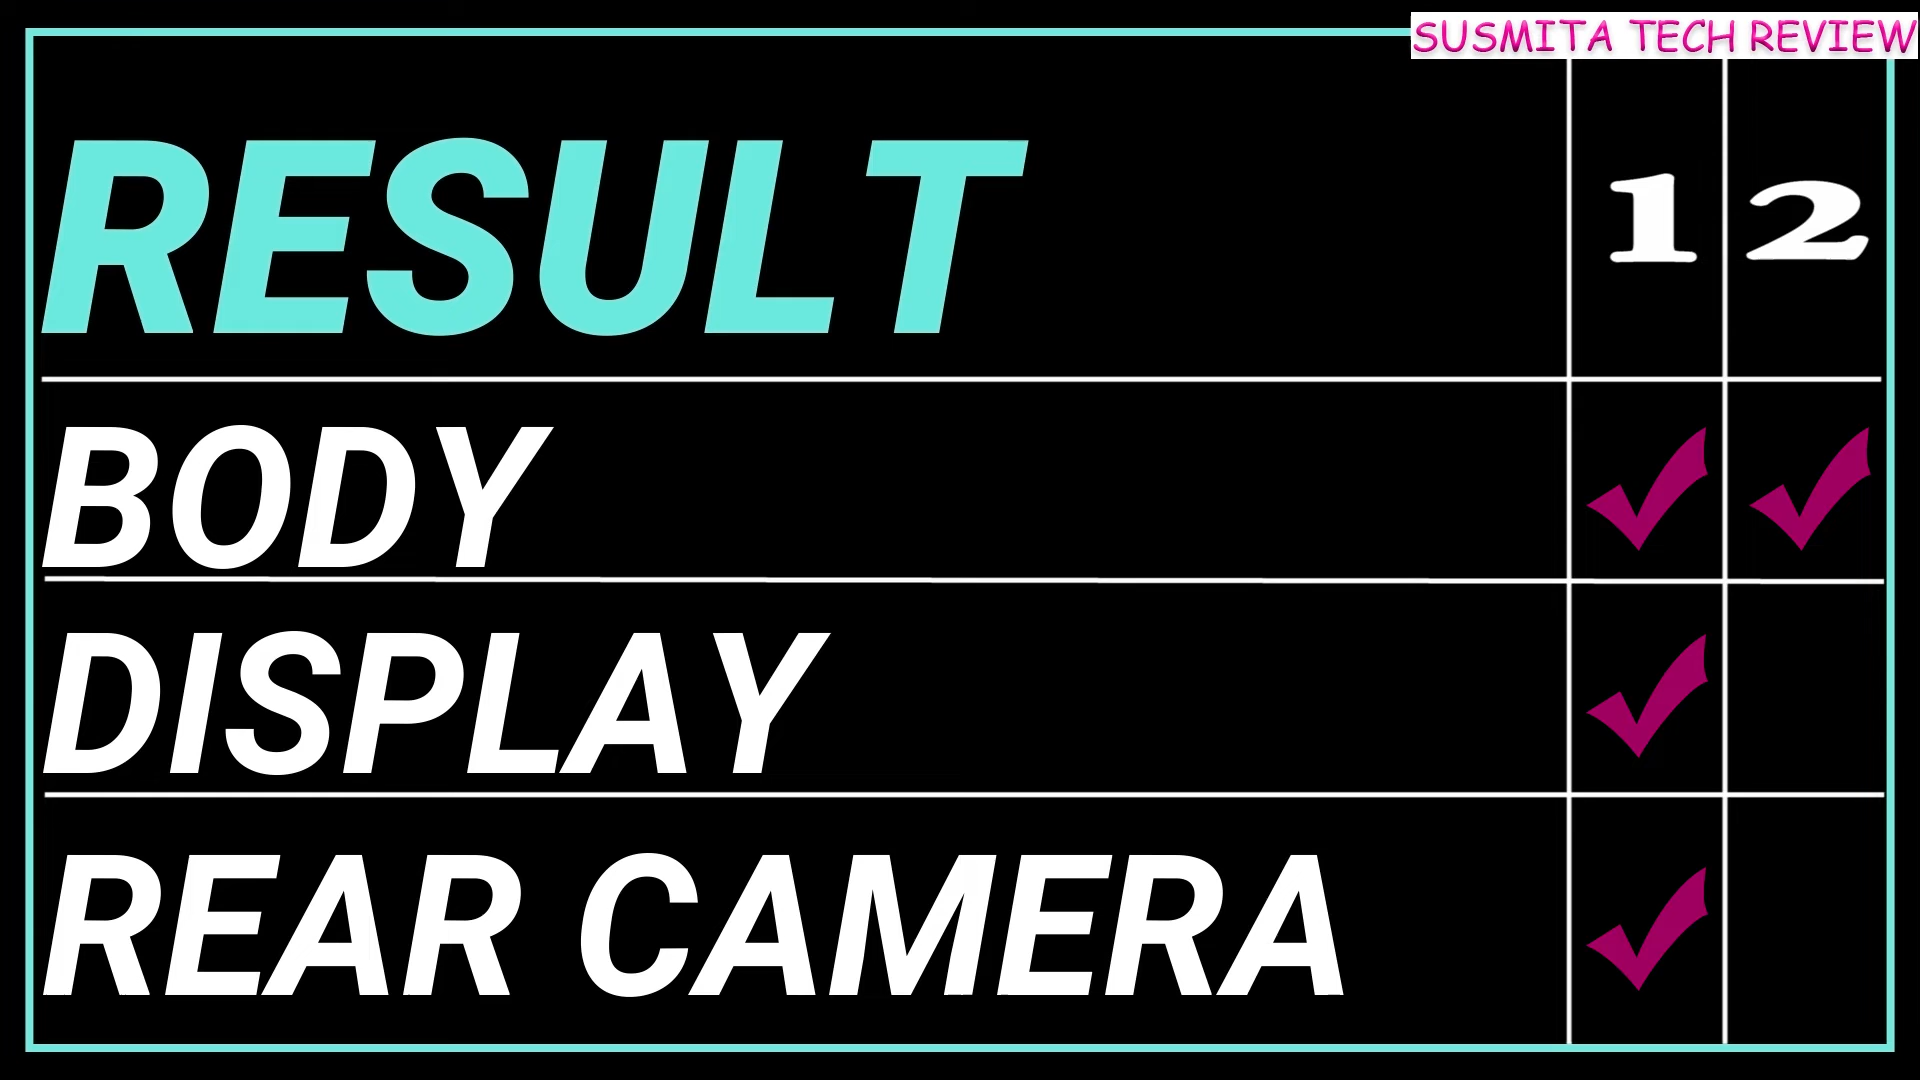 SUSMITA TECH REVIEW
RESULT 1 2
BODY
DISPLAY
REAR CAMERA